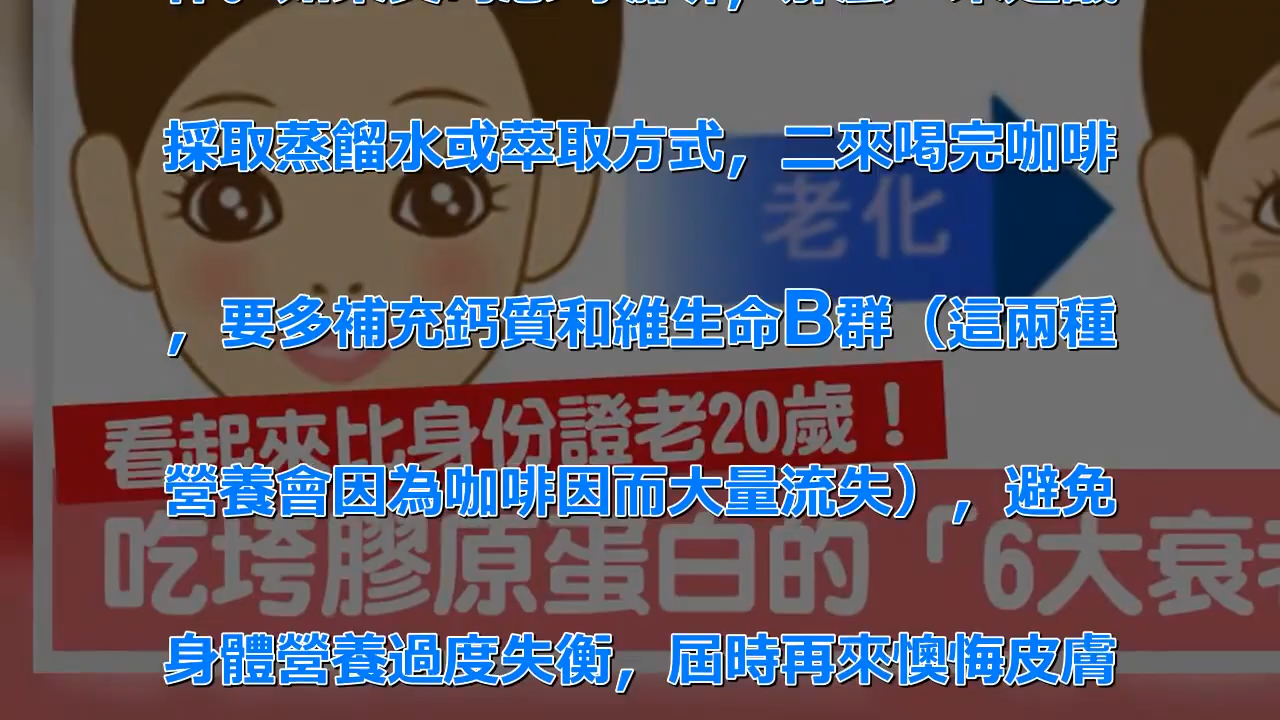 採取蒸餾水或萃取方式，二來喝完咖啡
老化
，要多補充鈣質和維生命B群（這兩種
看起來比身份證老20歲！
營養會因為咖啡因而大量流失），避免
吃垮膠原蛋白的「6大衰老
身體營養過度失衡，屆時再來懊悔皮膚